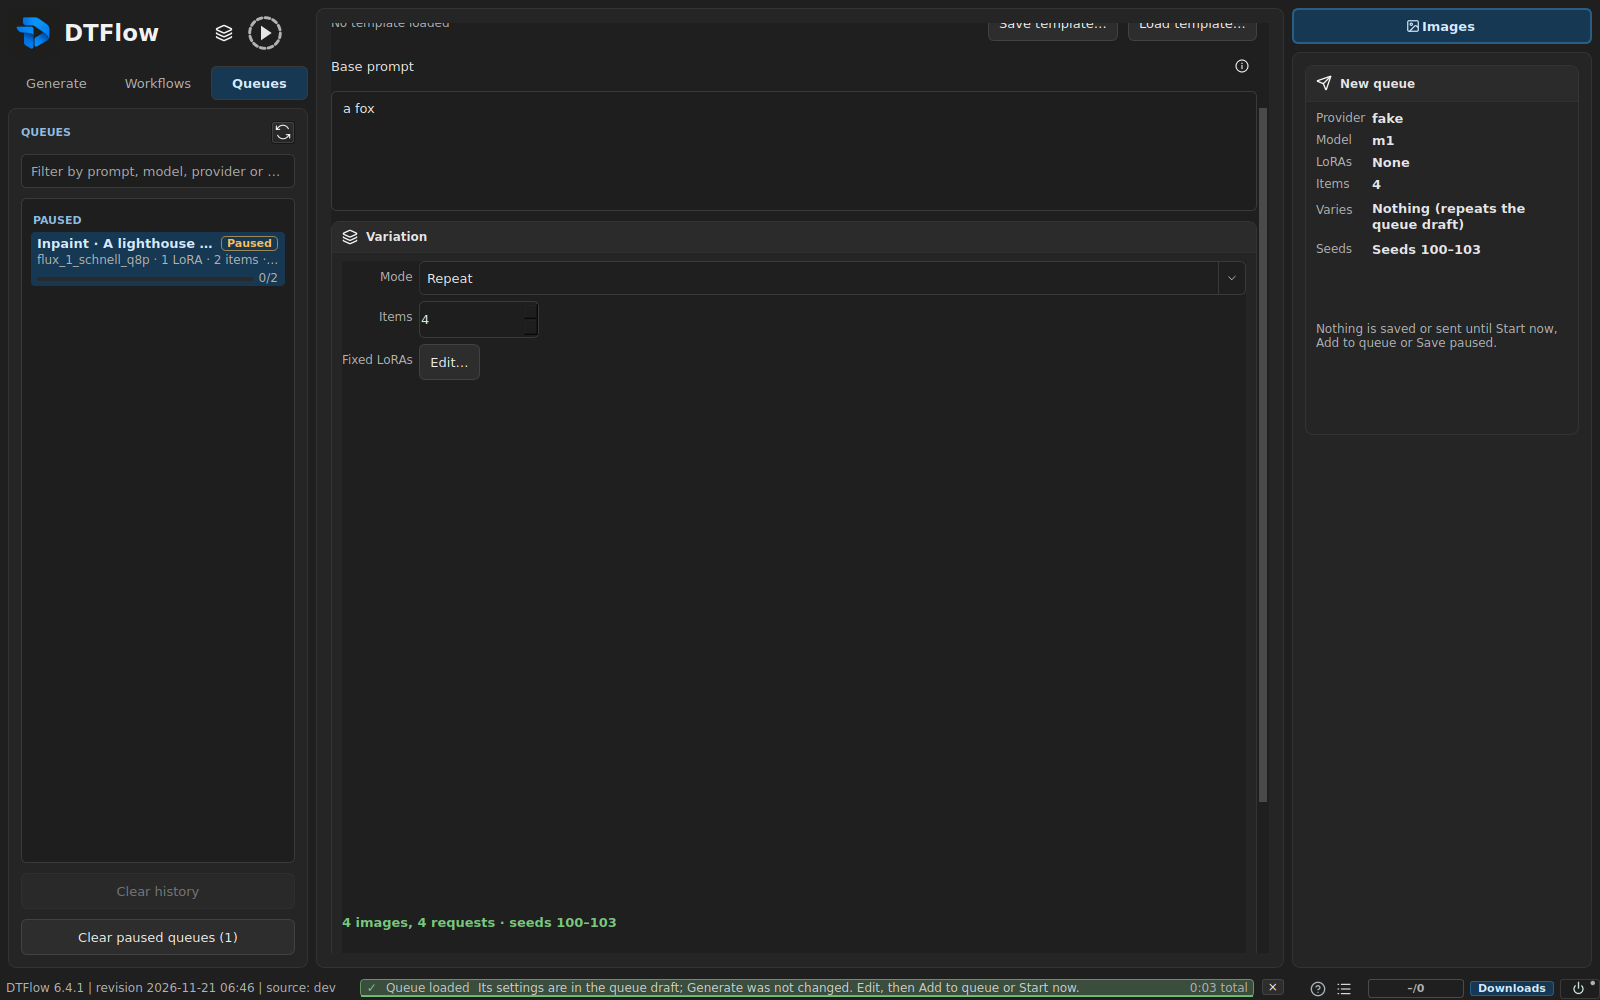 DTFlow
Generate
Workflows
Queues
QUEUES
Filter by prompt, model, provider or ...
PAUSED
Inpaint · A lighthouse ...
Paused
flux_1_schnell_q8p · 1 LoRA · 2 items ·...
0/2
Clear history
Clear paused queues (1)
No template loaded
Save template...
Load template...
Base prompt
a fox
Variation
Mode
Repeat
Items
4
Fixed LoRAs
Edit...
4 images, 4 requests · seeds 100–103
Images
New queue
Provider fake
Model m1
LoRAs None
Items 4
Varies Nothing (repeats the
queue draft)
Seeds Seeds 100–103
Nothing is saved or sent until Start now,
Add to queue or Save paused.
DTFlow 6.4.1 | revision 2026-11-21 06:46 | source: dev
✓ Queue loaded Its settings are in the queue draft; Generate was not changed. Edit, then Add to queue or Start now. 0:03 total
–/0
Downloads